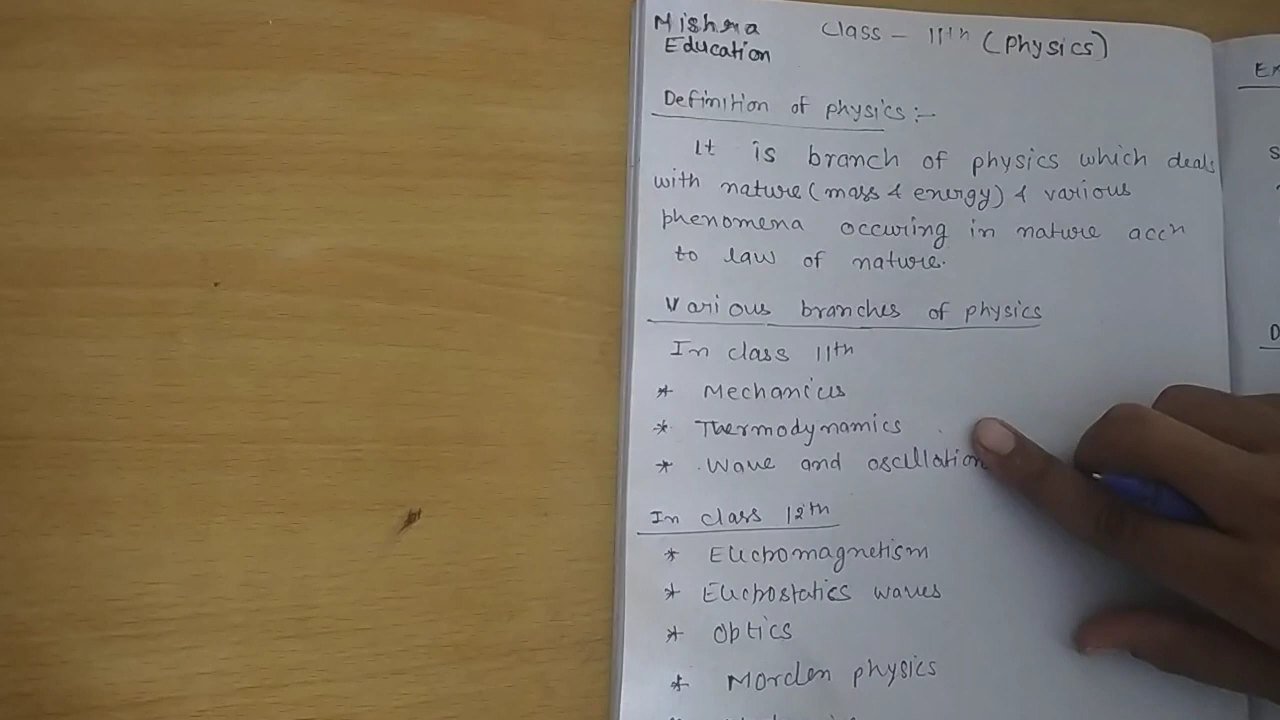 Mishra
Education
Class - 11th (Physics)
Definition of physics :-
It is branch of physics which deals
with nature (mass & energy) & various
phenomena occuring in nature accn
to law of nature.
Various branches of physics
In class 11th
* Mechanics
* Thermodynamics
* Wave and oscillation
In class 12th
* Electromagnetism
* Electrostatics waves
* Optics
* Morden physics